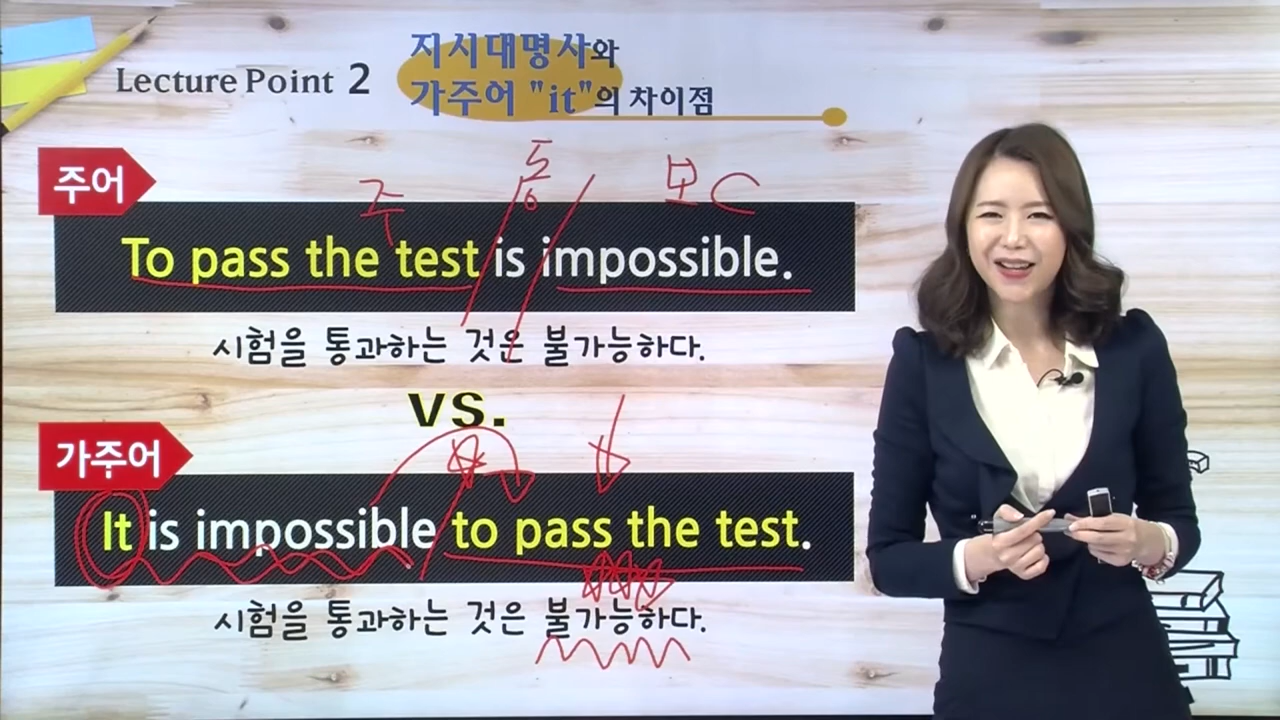 Lecture Point 2
지시대명사와
가주어 "it"의 차이점
주어
주 동 보 C
To pass the test is impossible.
시험을 통과하는 것은 불가능하다.
vs.
가주어
It is impossible to pass the test.
시험을 통과하는 것은 불가능하다.